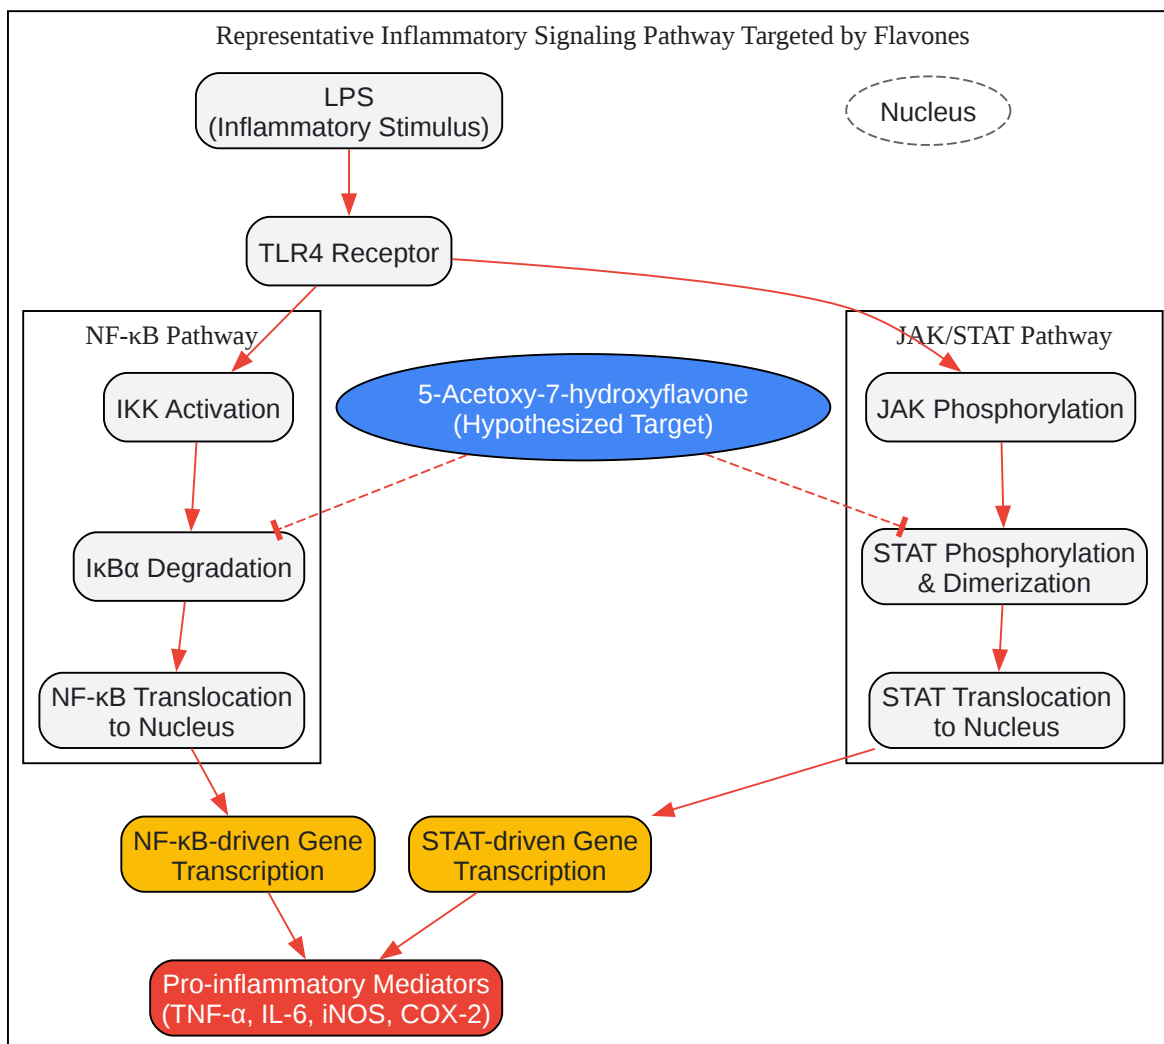 Representative Inflammatory Signaling Pathway Targeted by Flavones
LPS
(Inflammatory Stimulus)
Nucleus
TLR4 Receptor
NF-κB Pathway
JAK/STAT Pathway
IKK Activation
5-Acetoxy-7-hydroxyflavone
(Hypothesized Target)
JAK Phosphorylation
IκBα Degradation
STAT Phosphorylation
& Dimerization
NF-κB Translocation
to Nucleus
STAT Translocation
to Nucleus
NF-κB-driven Gene
Transcription
STAT-driven Gene
Transcription
Pro-inflammatory Mediators
(TNF-α, IL-6, iNOS, COX-2)